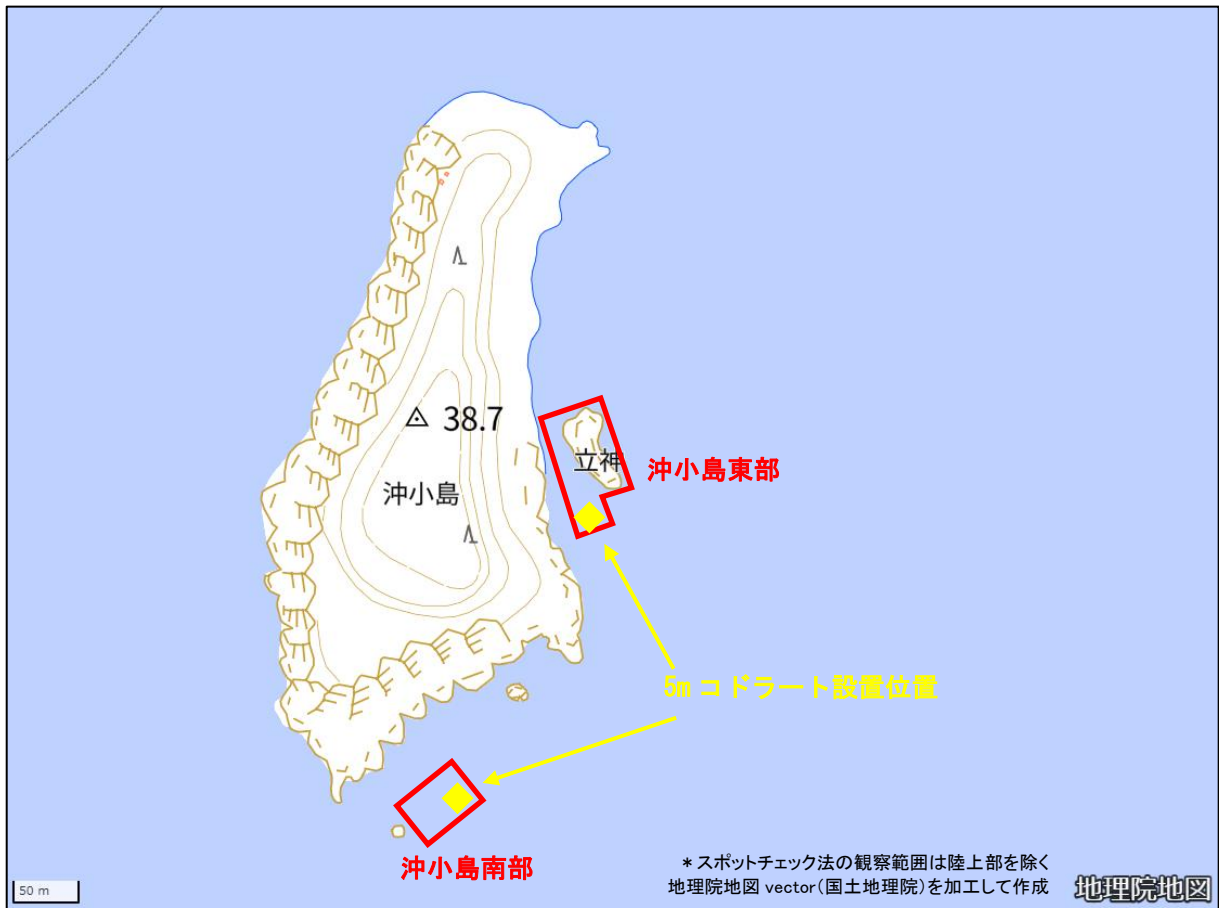 38.7
立神
沖小島東部
沖小島
5m コドラート設置位置
沖小島南部
* スポットチェック法の観察範囲は陸上部を除く
地理院地図 vector(国土地理院)を加工して作成
50 m
地理院地図